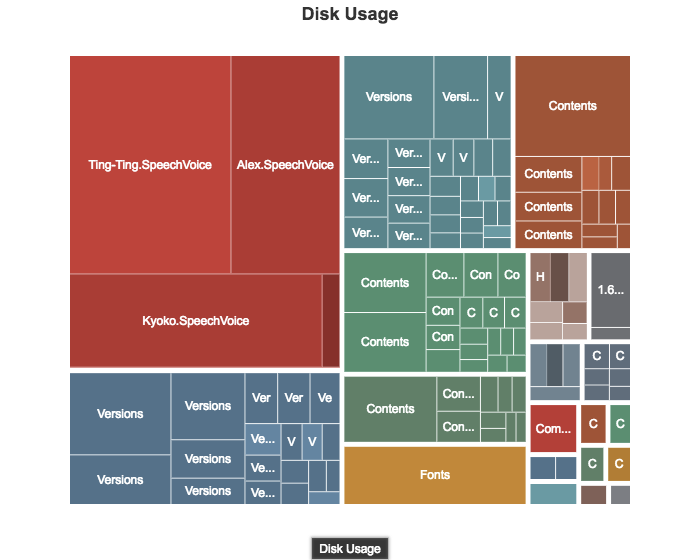 Disk Usage
Ting-Ting.SpeechVoice
Alex.SpeechVoice
Kyoko.SpeechVoice
Versions
Versi...
V
Ver...
Ver...
V
V
Ver...
Ver...
Ver...
Ver...
Ver...
Contents
Contents
Contents
Contents
Contents
Co...
Con
Co
Con
C
C
C
Contents
Con
H
1.6...
C
C
C
Contents
Con...
Con...
Fonts
Com...
C
C
C
C
Versions
Versions
Ver
Ver
Ve
Ve...
V
V
Versions
Versions
Ve...
Versions
Ve...
Disk Usage